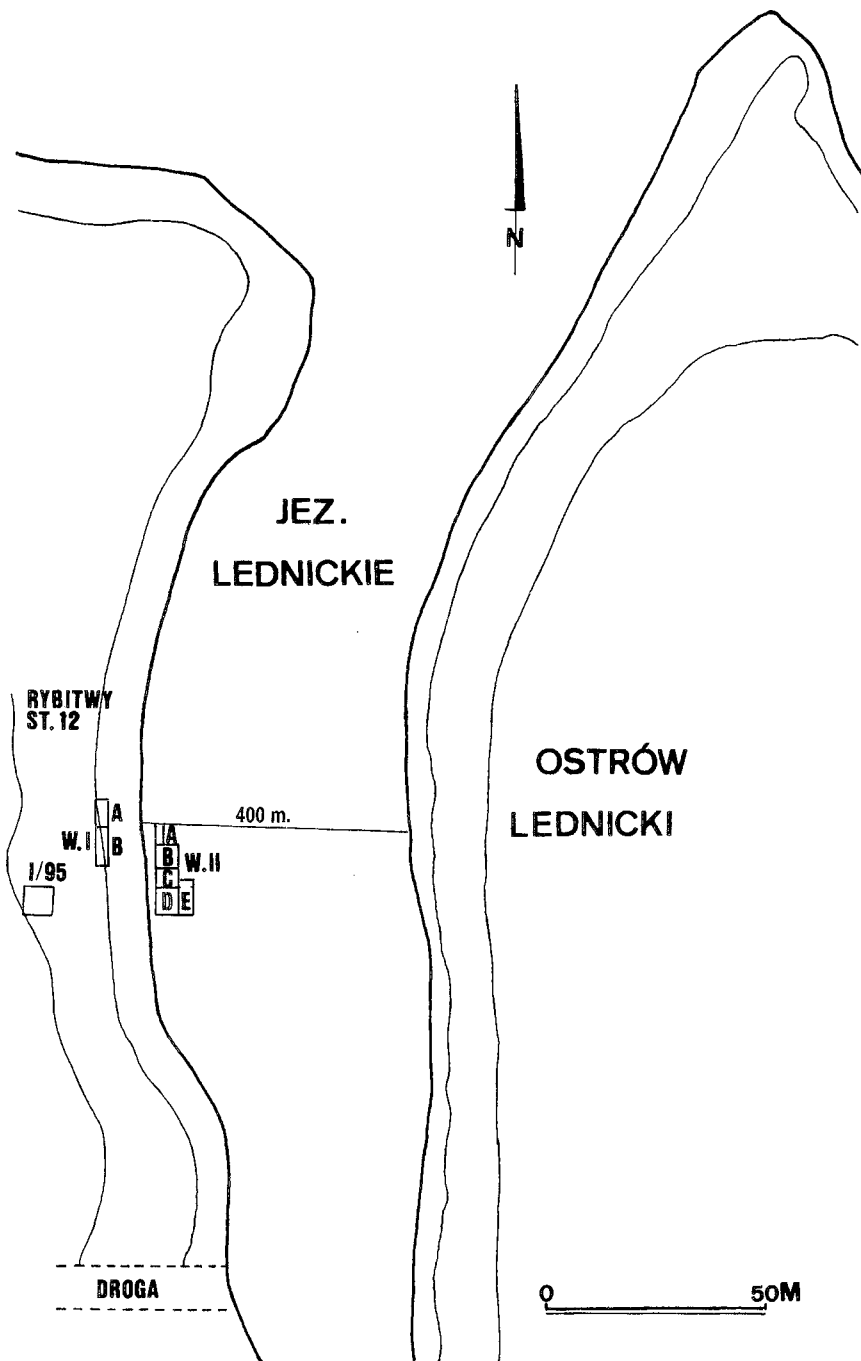 N
JEZ.
LEDNICKIE
RYBITWY
ST. 12
OSTRÓW
LEDNICKI
400 m.
A
W. I
B
I/95
A
B
W. II
C
D
E
DROGA
0
50M